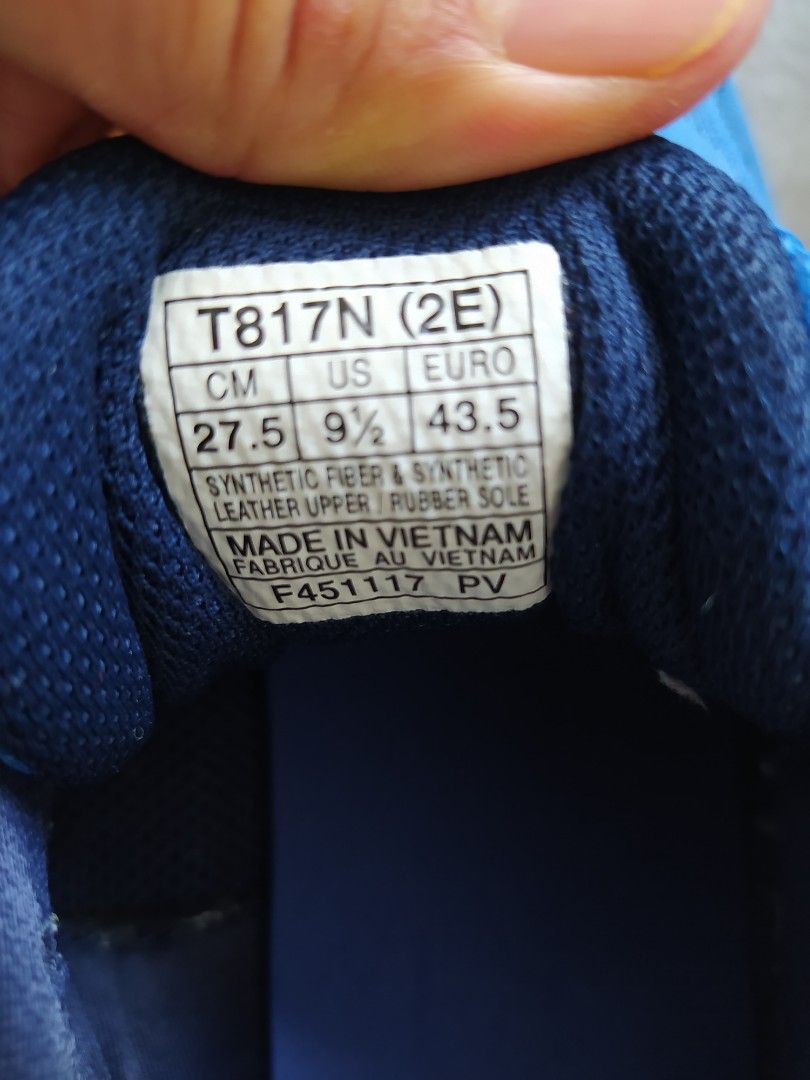 T817N (2E)
CM US EURO
27.5 9½ 43.5
SYNTHETIC FIBER & SYNTHETIC
LEATHER UPPER / RUBBER SOLE
MADE IN VIETNAM
FABRIQUE AU VIETNAM
F451117 PV